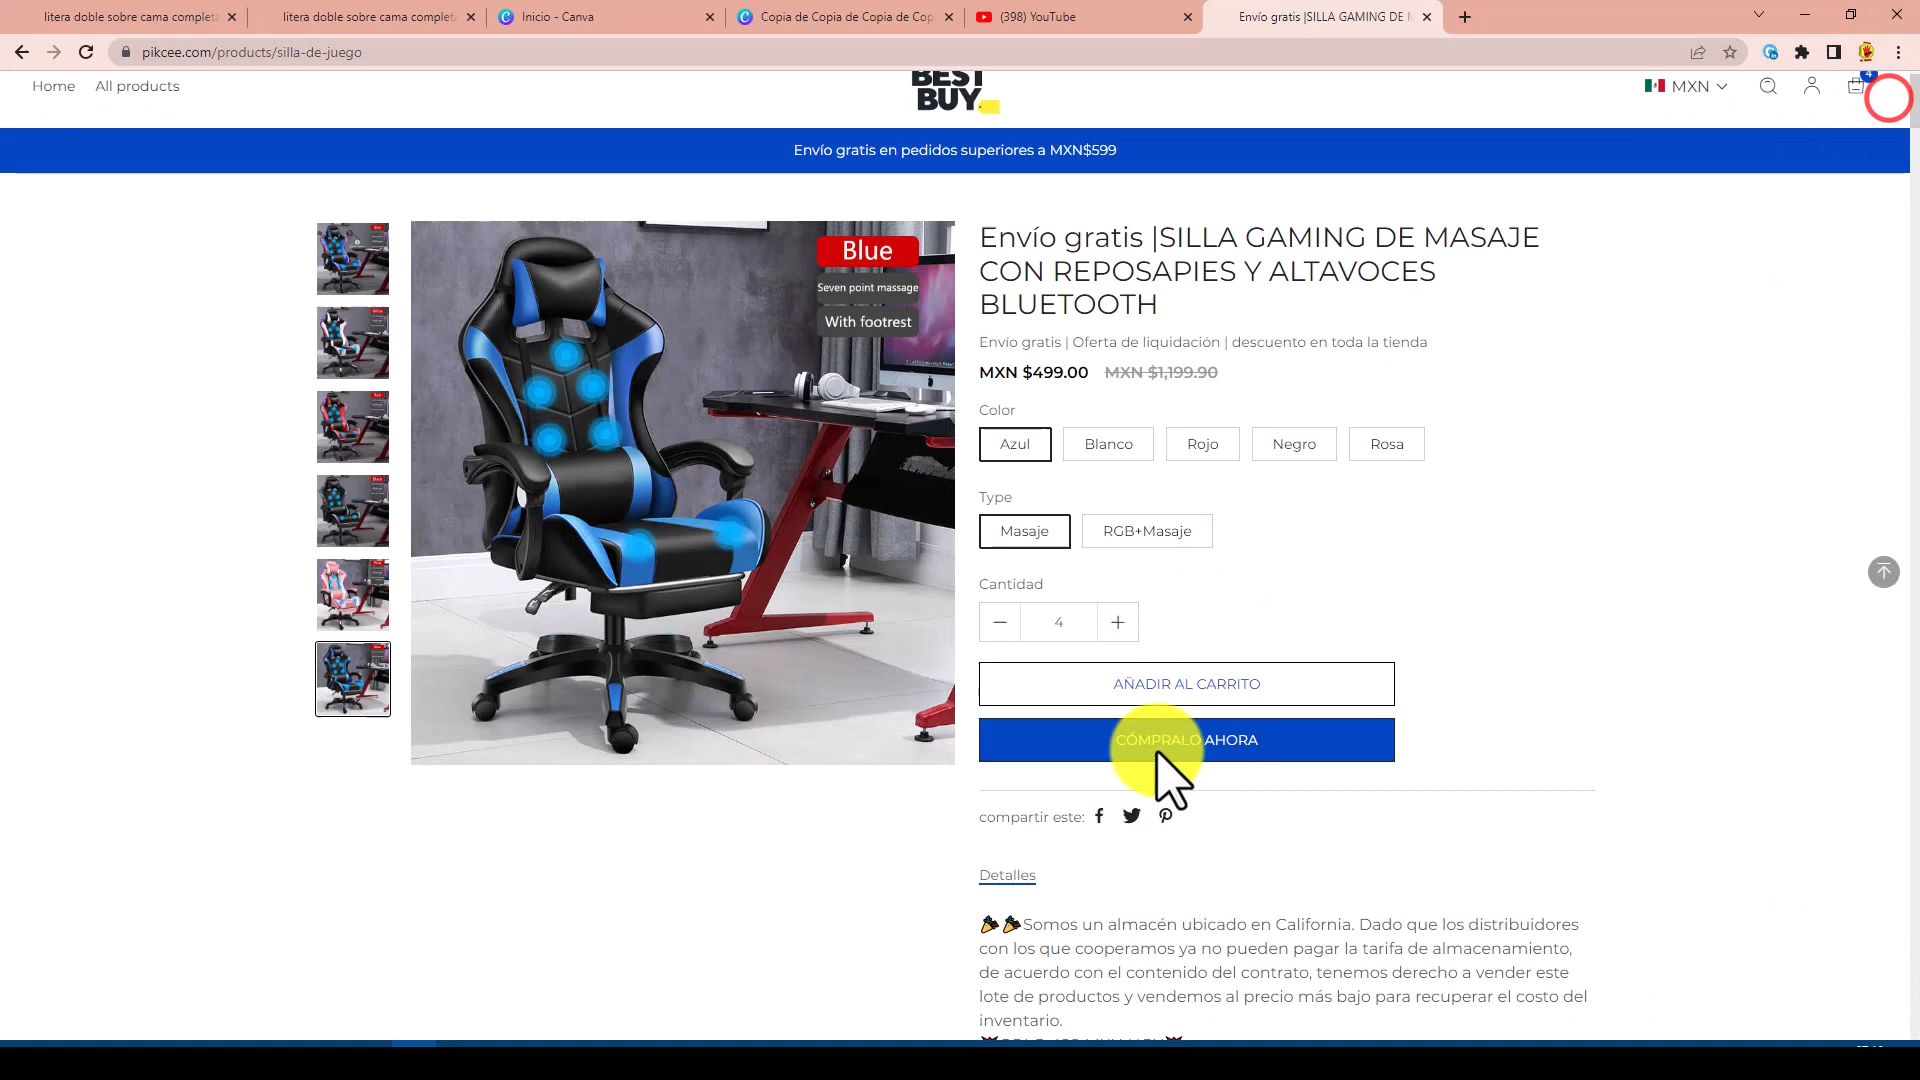 litera doble sobre cama complet
litera doble sobre cama complet
Inicio - Canva
Copia de Copia de Copia de Cop
(398) YouTube
Envío gratis |SILLA GAMING DE M
pikcee.com/products/silla-de-juego
Home
All products
BEST
BUY
MXN
4
Envío gratis en pedidos superiores a MXN$599
Blue
Seven point massage
With footrest
Envío gratis |SILLA GAMING DE MASAJE
CON REPOSAPIES Y ALTAVOCES
BLUETOOTH
Envío gratis | Oferta de liquidación | descuento en toda la tienda
MXN $499.00 MXN $1,199.90
Color
Azul Blanco Rojo Negro Rosa
Type
Masaje RGB+Masaje
Cantidad
4
AÑADIR AL CARRITO
CÓMPRALO AHORA
compartir este:
Detalles
Somos un almacén ubicado en California. Dado que los distribuidores
con los que cooperamos ya no pueden pagar la tarifa de almacenamiento,
de acuerdo con el contenido del contrato, tenemos derecho a vender este
lote de productos y vendemos al precio más bajo para recuperar el costo del
inventario.